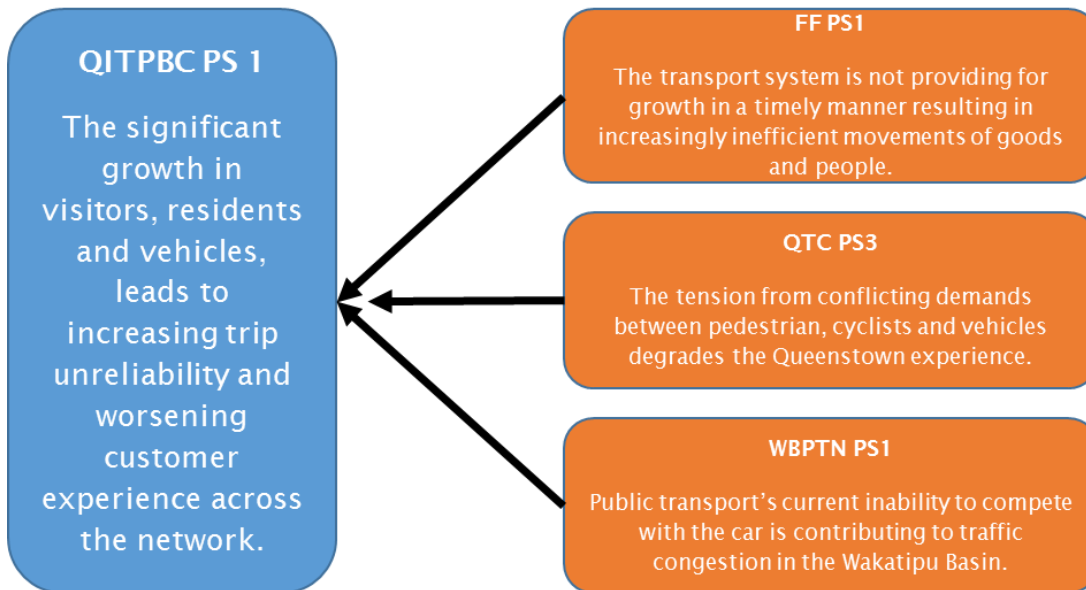 QITPBC PS 1
The significant
growth in
visitors, residents
and vehicles,
leads to
increasing trip
unreliability and
worsening
customer
experience across
the network.
FF PS1
The transport system is not providing for
growth in a timely manner resulting in
increasingly inefficient movements of goods
and people.
QTC PS3
The tension from conflicting demands
between pedestrian, cyclists and vehicles
degrades the Queenstown experience.
WBPTN PS1
Public transport’s current inability to compete
with the car is contributing to traffic
congestion in the Wakatipu Basin.